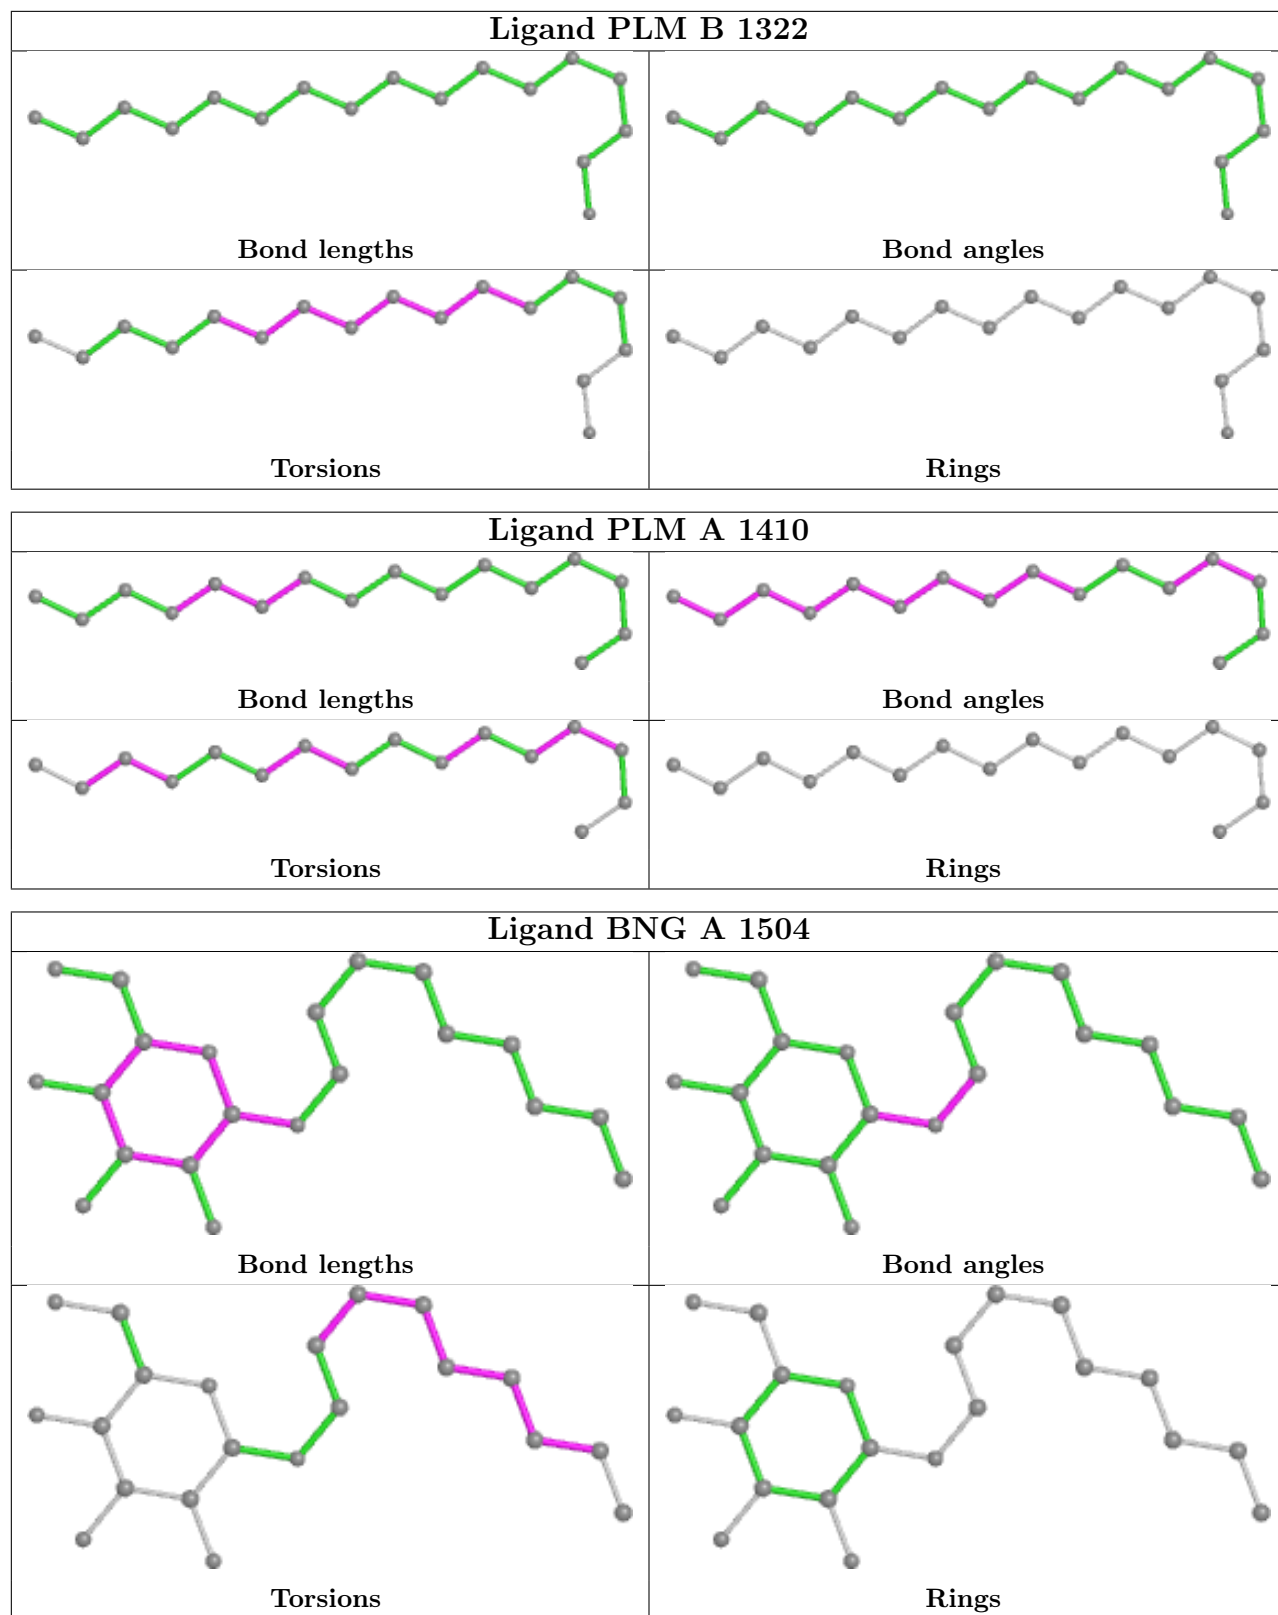 Ligand PLM B 1322
Bond lengths
Bond angles
Torsions
Rings
Ligand PLM A 1410
Bond lengths
Bond angles
Torsions
Rings
Ligand BNG A 1504
Bond lengths
Bond angles
Torsions
Rings